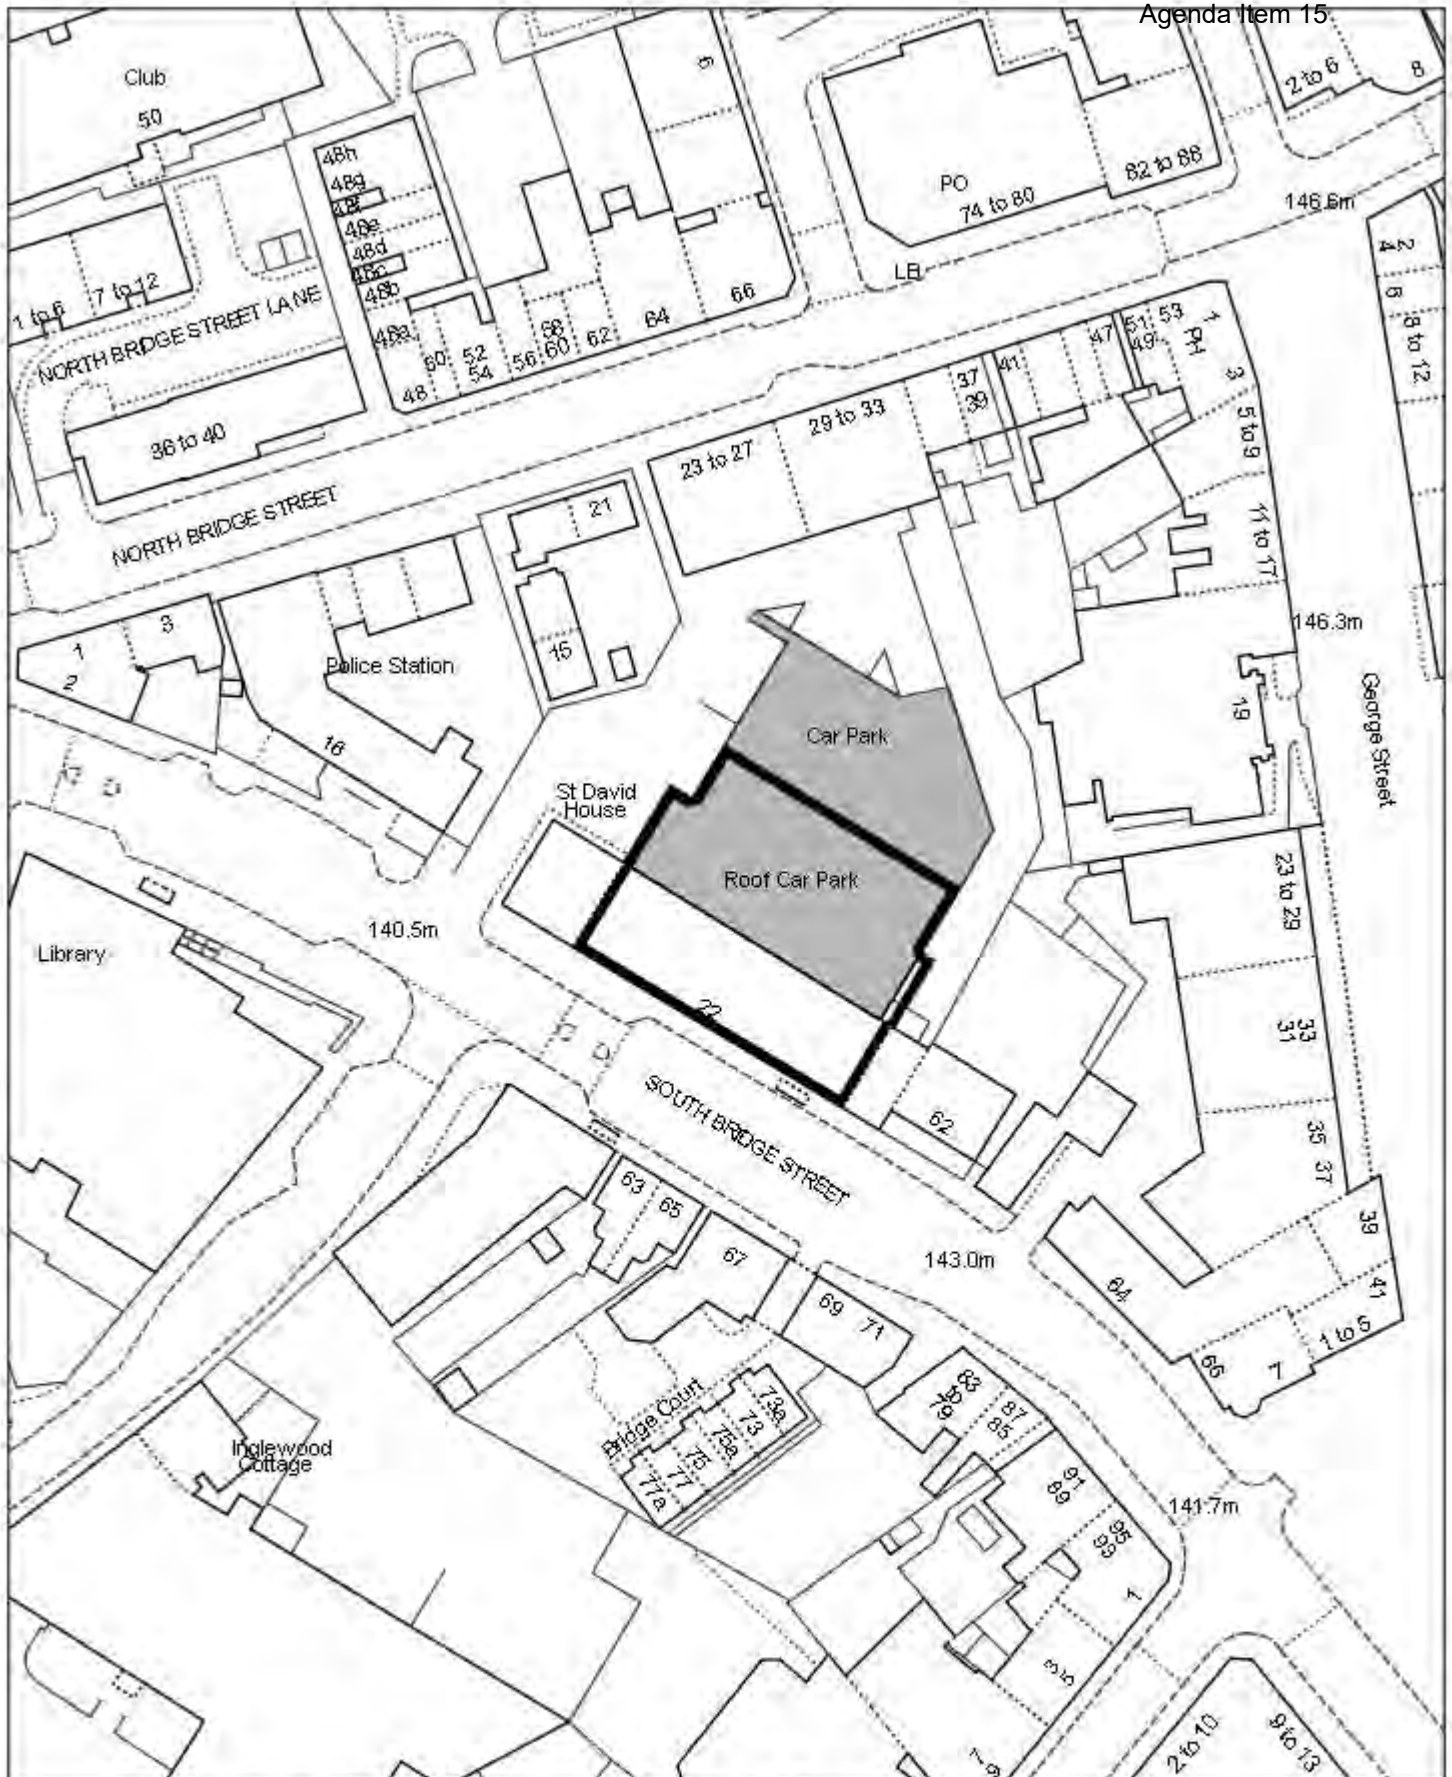 Agenda Item 15
Club
50
48h
48g
48f
48e
48d
48c
48b
48a
6
PO
74 to 80
82 to 88
2 to 6
8
146.6m
LB
1 to 6
7 to 12
NORTH BRIDGE STREET LANE
36 to 40
48
50
52
54
56
58
60
62
64
66
NORTH BRIDGE STREET
21
23 to 27
29 to 33
37
39
41
47
49
51
53
PH
1
3
5 to 9
11 to 17
2
4
6
8 to 12
146.3m
George Street
1
2
3
Police Station
16
15
19
Car Park
St David
House
Roof Car Park
22
140.5m
Library
23 to 29
33
31
35
37
39
41
1 to 5
7
66
64
62
SOUTH BRIDGE STREET
143.0m
63
65
67
69
71
Bridge Court
73a
73
75a
75
77
77a
83
79
87
85
91
89
95
93
1
141.7m
Inglewood
Cottage
3
5
7
9
2 to 10
9 to 13